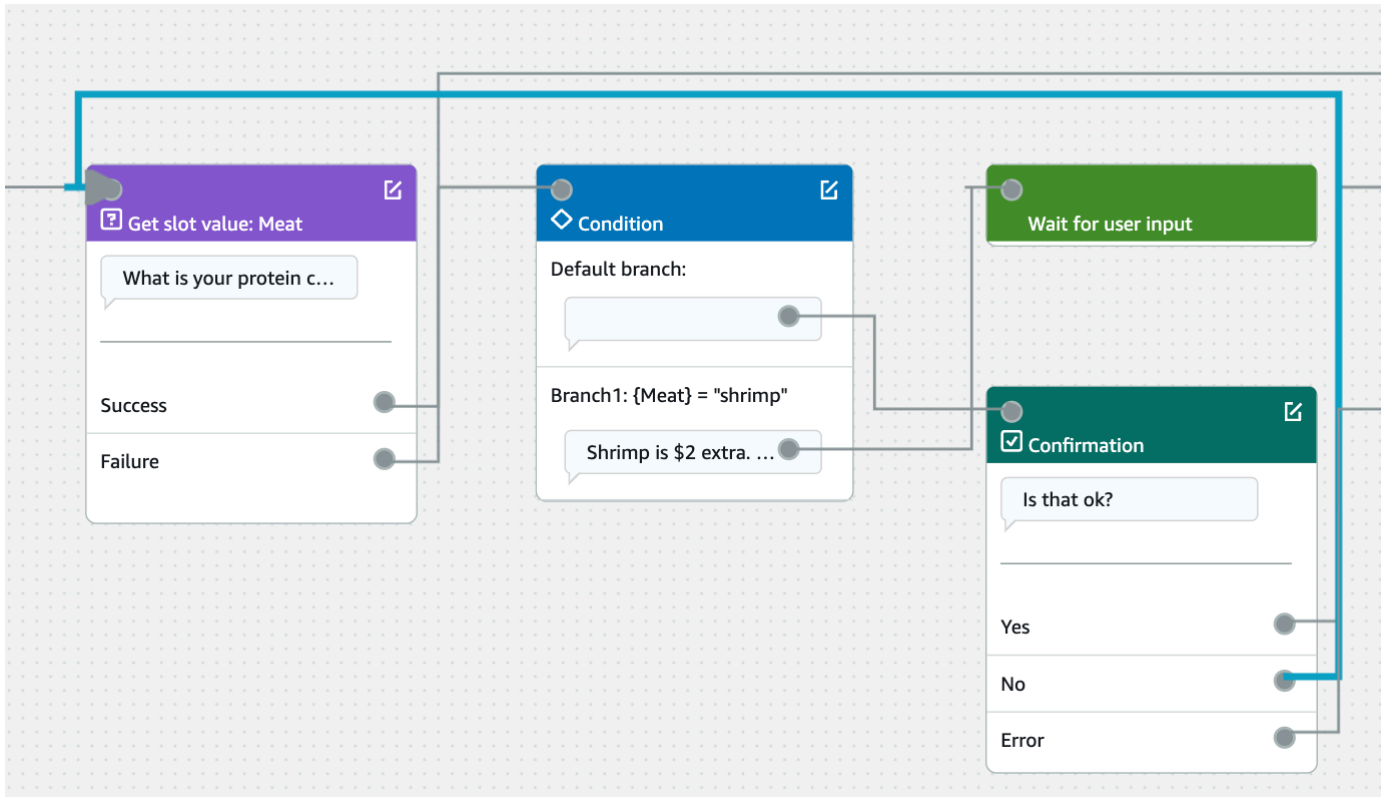 Get slot value: Meat
What is your protein c...
Success
Failure
Condition
Default branch:
Branch1: {Meat} = "shrimp"
Shrimp is $2 extra. ...
Wait for user input
Confirmation
Is that ok?
Yes
No
Error